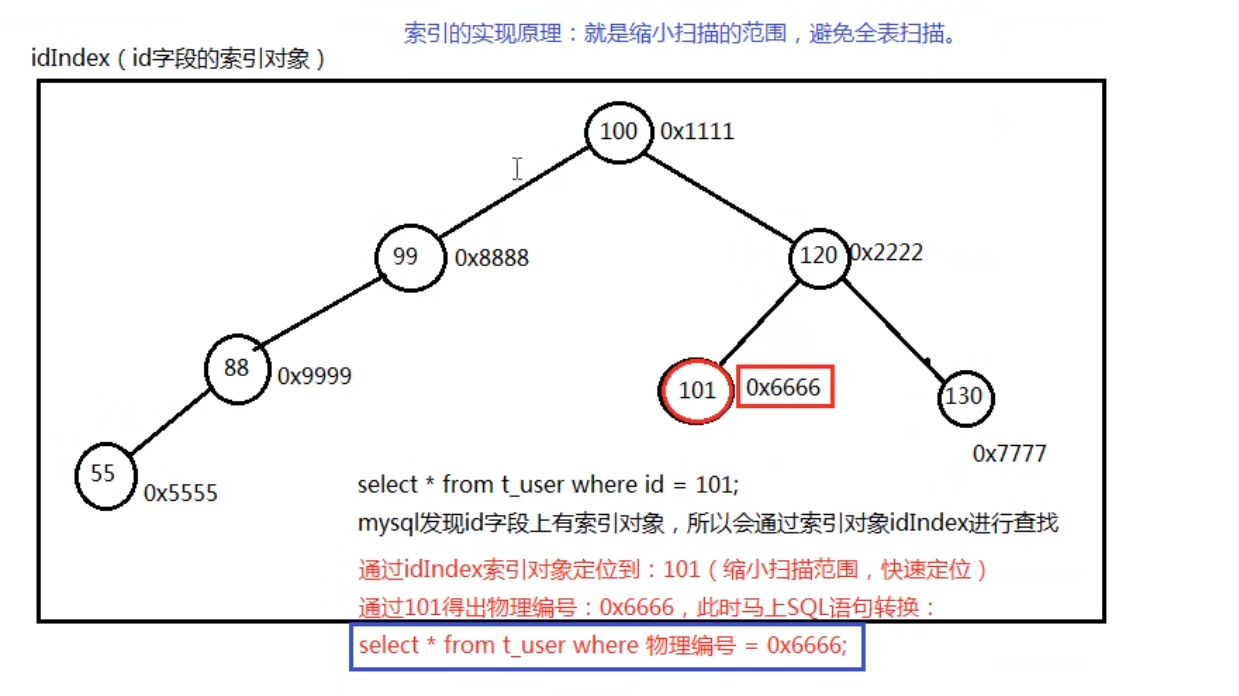 索引的实现原理：就是缩小扫描的范围，避免全表扫描。
idIndex（id字段的索引对象）
100 0x1111
99 0x8888
120 0x2222
88 0x9999
101 0x6666
130
0x7777
55 0x5555
select * from t_user where id = 101;
mysql发现id字段上有索引对象，所以会通过索引对象idIndex进行查找
通过idIndex索引对象定位到：101（缩小扫描范围，快速定位）
通过101得出物理编号：0x6666，此时马上SQL语句转换：
select * from t_user where 物理编号 = 0x6666;